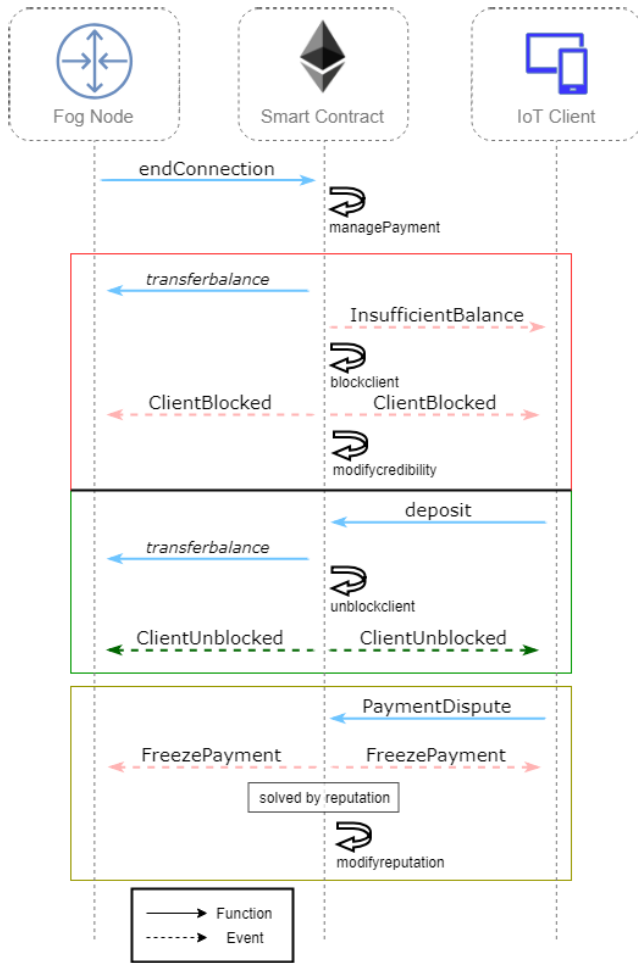 Fog Node
Smart Contract
IoT Client
endConnection
managePayment
transferbalance
InsufficientBalance
blockclient
ClientBlocked
ClientBlocked
modifycredibility
deposit
transferbalance
unblockclient
ClientUnblocked
ClientUnblocked
PaymentDispute
FreezePayment
FreezePayment
solved by reputation
modifyreputation
Function
Event